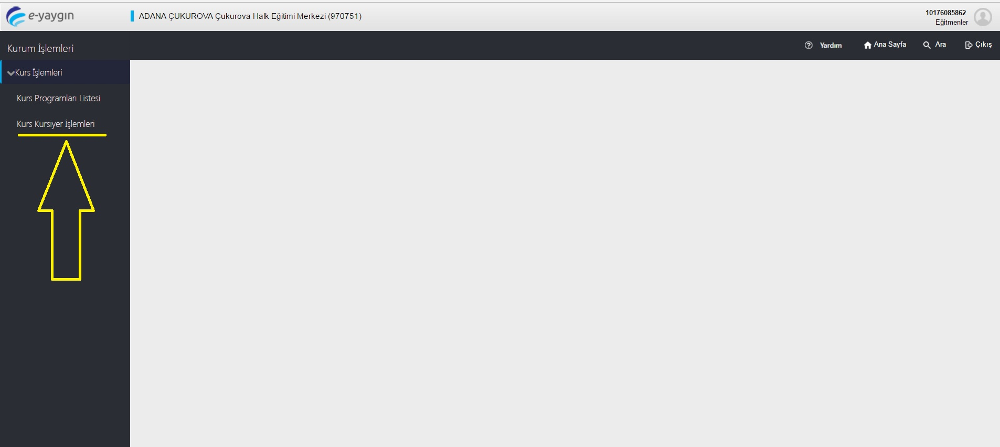 e-yaygın
ADANA ÇUKUROVA Çukurova Halk Eğitimi Merkezi (970751)
10176085862
Eğitmenler
Kurum İşlemleri
Yardım
Ana Sayfa
Ara
Çıkış
Kurs İşlemleri
Kurs Programları Listesi
Kurs Kursiyer İşlemleri